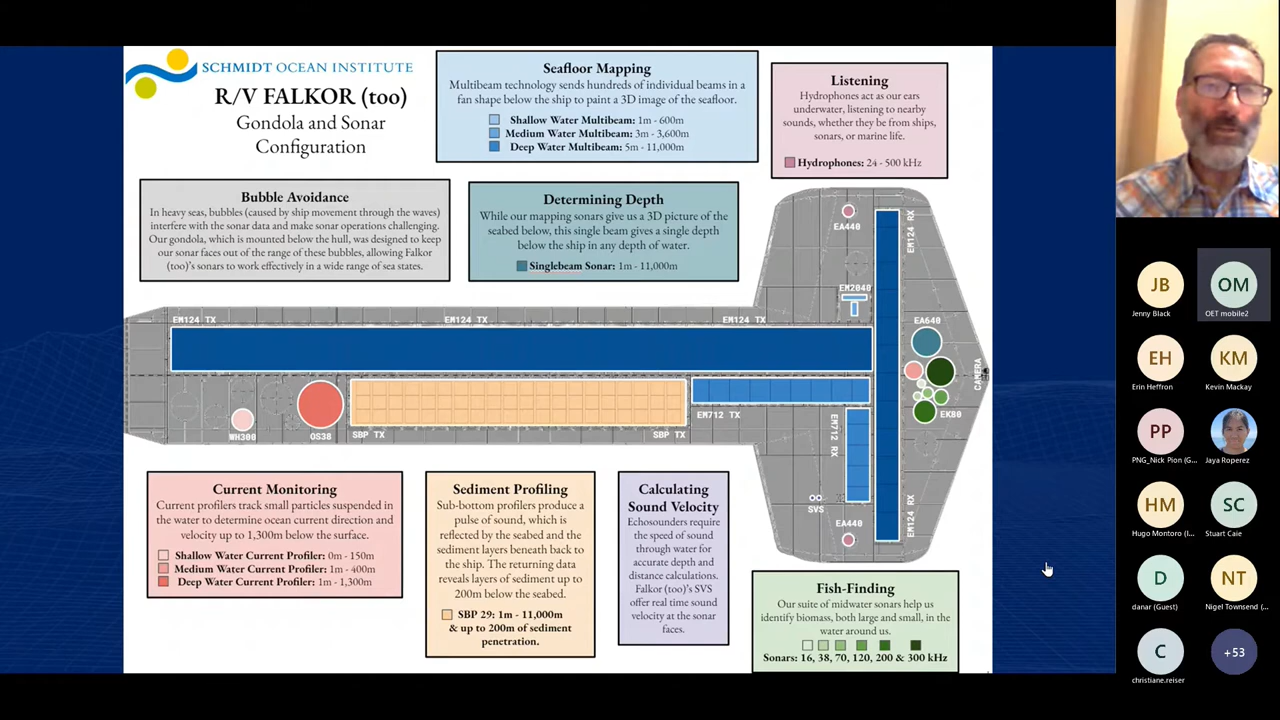 SCHMIDT OCEAN INSTITUTE
R/V FALKOR (too)
Gondola and Sonar
Configuration
Seafloor Mapping
Multibeam technology sends hundreds of individual beams in a
fan shape below the ship to paint a 3D image of the seafloor.
Shallow Water Multibeam: 1m - 600m
Medium Water Multibeam: 3m - 3,600m
Deep Water Multibeam: 5m - 11,000m
Listening
Hydrophones act as our ears
underwater, listening to nearby
sounds, whether they be from ships,
sonars, or marine life.
Hydrophones: 24 - 500 kHz
Bubble Avoidance
In heavy seas, bubbles (caused by ship movement through the waves)
interfere with the sonar data and make sonar operations challenging.
Our gondola, which is mounted below the hull, was designed to keep
our sonar faces out of the range of these bubbles, allowing Falkor
(too)'s sonars to work effectively in a wide range of sea states.
Determining Depth
While our mapping sonars give us a 3D picture of the
seabed below, this single beam gives a single depth
below the ship in any depth of water.
Singlebeam Sonar: 1m - 11,000m
EA440
EM124 RX
EM2040
EM124 TX
EM124 TX
EM124 TX
EA640
CAMERA
EK80
WH300
OS38
SBP TX
SBP TX
EM712 TX
EM712 RX
SVS
EA440
EM124 RX
Current Monitoring
Current profilers track small particles suspended in
the water to determine ocean current direction and
velocity up to 1,300m below the surface.
Shallow Water Current Profiler: 0m - 150m
Medium Water Current Profiler: 1m - 400m
Deep Water Current Profiler: 1m - 1,300m
Sediment Profiling
Sub-bottom profilers produce a
pulse of sound, which is
reflected by the seabed and the
sediment layers beneath back to
the ship. The returning data
reveals layers of sediment up to
200m below the seabed.
SBP 29: 1m - 11,000m
& up to 200m of sediment
penetration.
Calculating
Sound Velocity
Echosounders require
the speed of sound
through water for
accurate depth and
distance calculations.
Falkor (too)'s SVS
offer real time sound
velocity at the sonar
faces.
Fish-Finding
Our suite of midwater sonars help us
identify biomass, both large and small, in the
water around us.
Sonars: 16, 38, 70, 120, 200 & 300 kHz
JB
Jenny Black
OM
OET mobile2
EH
Erin Heffron
KM
Kevin Mackay
PP
PNG_Nick Pion (G...
Jaya Roperez
HM
Hugo Montoro (I...
SC
Stuart Caie
D
danar (Guest)
NT
Nigel Townsend (...
C
christiane.reiser
+53